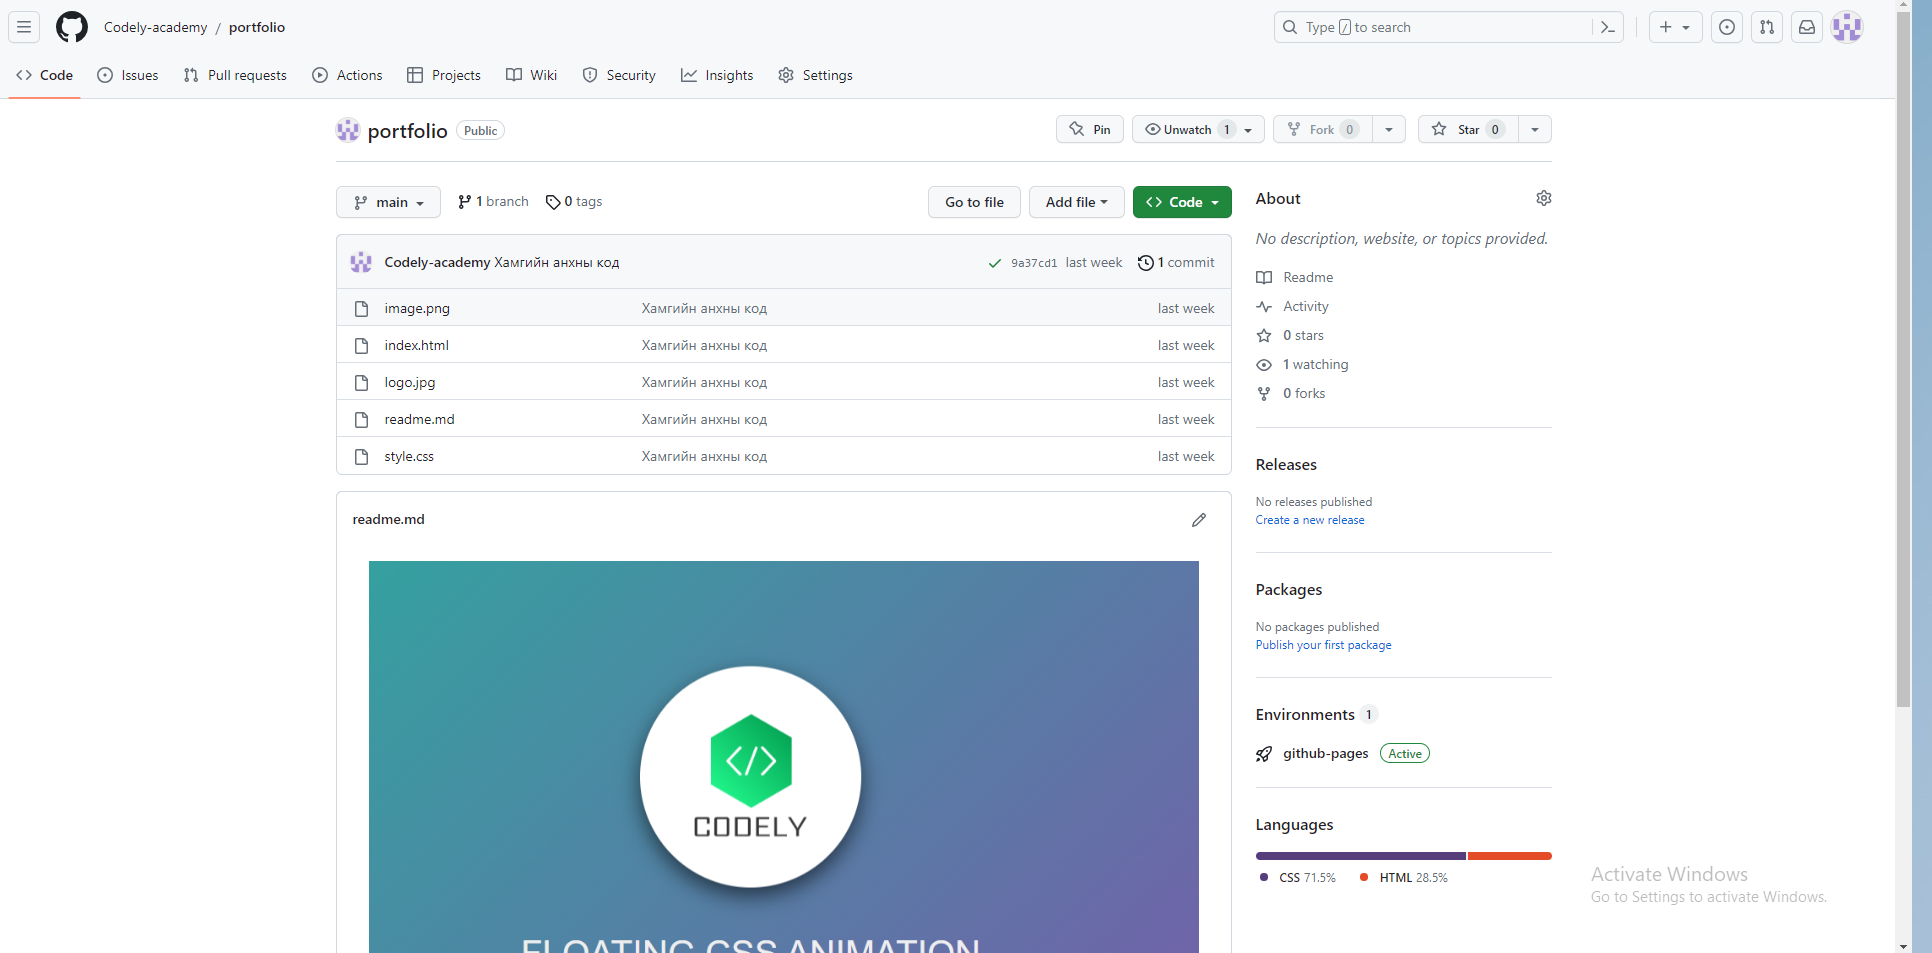 Codely-academy / portfolio
Type / to search
Code Issues Pull requests Actions Projects Wiki Security Insights Settings
portfolio Public
Pin Unwatch 1 Fork 0 Star 0
main 1 branch 0 tags Go to file Add file Code
Codely-academy Хамгийн анхны код 9a37cd1 last week 1 commit
image.png Хамгийн анхны код last week
index.html Хамгийн анхны код last week
logo.jpg Хамгийн анхны код last week
readme.md Хамгийн анхны код last week
style.css Хамгийн анхны код last week
readme.md
</>
CODELY
FLOATING CSS ANIMATION
About
No description, website, or topics provided.
Readme
Activity
0 stars
1 watching
0 forks
Releases
No releases published
Create a new release
Packages
No packages published
Publish your first package
Environments 1
github-pages Active
Languages
CSS 71.5% HTML 28.5%
Activate Windows
Go to Settings to activate Windows.